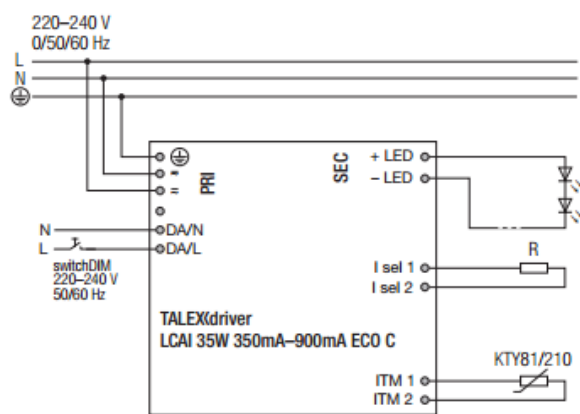 220–240 V
0/50/60 Hz
L
N
PRI
SEC
+ LED
– LED
N
DA/N
L
DA/L
switchDIM
220–240 V
50/60 Hz
I sel 1
R
I sel 2
TALEXXdriver
LCAI 35W 350mA–900mA ECO C
KTY81/210
ITM 1
ITM 2